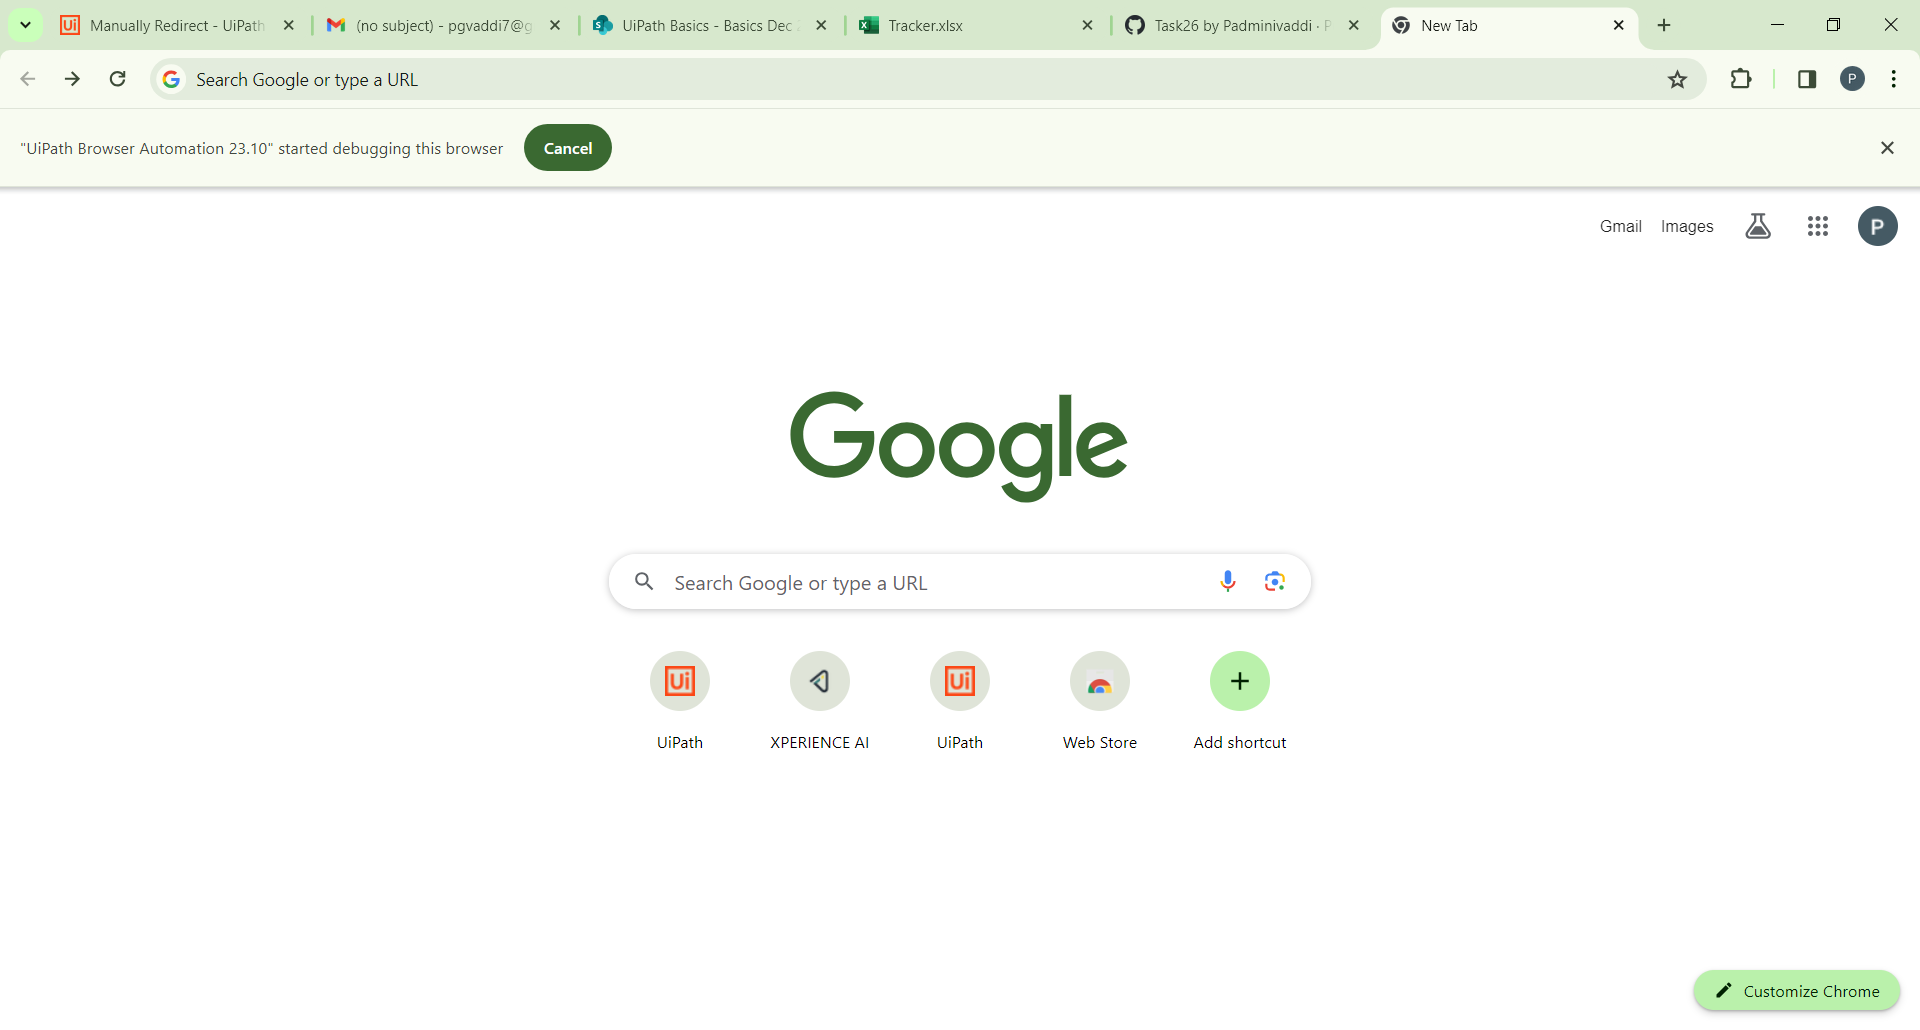 Manually Redirect - UiPath
(no subject) - pgvaddi7@g
UiPath Basics - Basics Dec
Tracker.xlsx
Task26 by Padminivaddi · P
New Tab
Search Google or type a URL
P
"UiPath Browser Automation 23.10" started debugging this browser
Cancel
Gmail
Images
P
Google
Search Google or type a URL
UiPath
XPERIENCE AI
UiPath
Web Store
Add shortcut
Customize Chrome